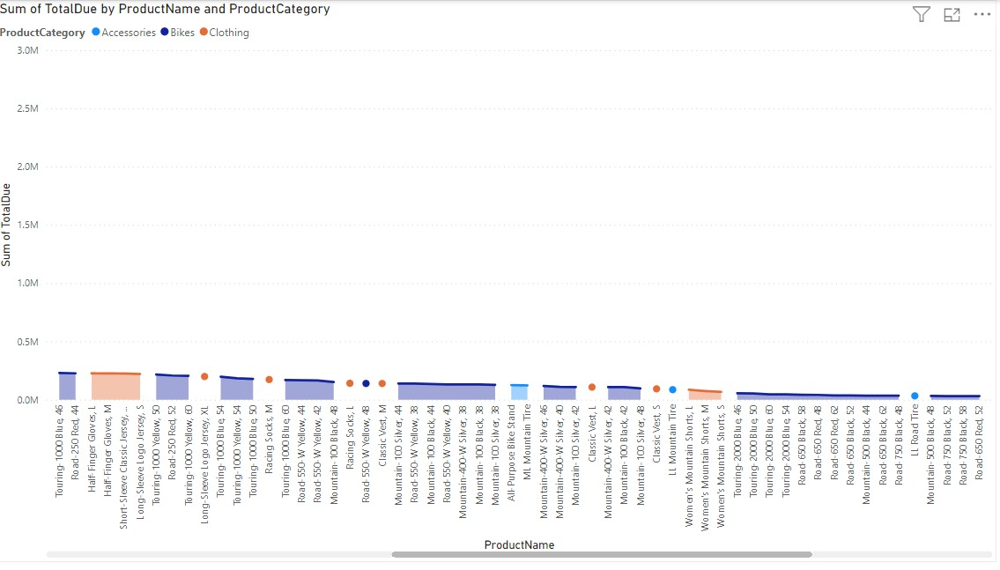 Sum of TotalDue by ProductName and ProductCategory
ProductCategory Accessories Bikes Clothing
3.0M
2.5M
2.0M
1.5M
1.0M
0.5M
0.0M
Sum of TotalDue
Touring-1000 Blue, 46
Road-250 Red, 44
Half-Finger Gloves, L
Half-Finger Gloves, M
Short-Sleeve Classic Jersey, ...
Long-Sleeve Logo Jersey, S
Touring-1000 Yellow, 50
Road-250 Red, 52
Touring-1000 Yellow, 60
Long-Sleeve Logo Jersey, XL
Touring-1000 Blue, 54
Touring-1000 Yellow, 54
Touring-1000 Blue, 50
Racing Socks, M
Touring-1000 Blue, 60
Road-550-W Yellow, 44
Road-550-W Yellow, 42
Mountain-100 Black, 48
Racing Socks, L
Road-550-W Yellow, 48
Classic Vest, M
Mountain-100 Silver, 44
Road-550-W Yellow, 38
Mountain-100 Black, 44
Road-550-W Yellow, 40
Mountain-400-W Silver, 38
Mountain-100 Black, 38
Mountain-100 Silver, 38
All-Purpose Bike Stand
ML Mountain Tire
Mountain-400-W Silver, 46
Mountain-400-W Silver, 40
Mountain-100 Silver, 42
Classic Vest, L
Mountain-400-W Silver, 42
Mountain-100 Black, 42
Mountain-100 Silver, 48
Classic Vest, S
LL Mountain Tire
Women's Mountain Shorts, L
Women's Mountain Shorts, M
Women's Mountain Shorts, S
Touring-2000 Blue, 46
Touring-2000 Blue, 50
Touring-2000 Blue, 60
Touring-2000 Blue, 54
Road-650 Black, 58
Road-650 Red, 48
Road-650 Red, 62
Road-650 Black, 52
Mountain-500 Black, 44
Road-650 Black, 62
Road-750 Black, 48
LL Road Tire
Mountain-500 Black, 48
Road-750 Black, 52
Road-750 Black, 58
Road-650 Red, 52
ProductName